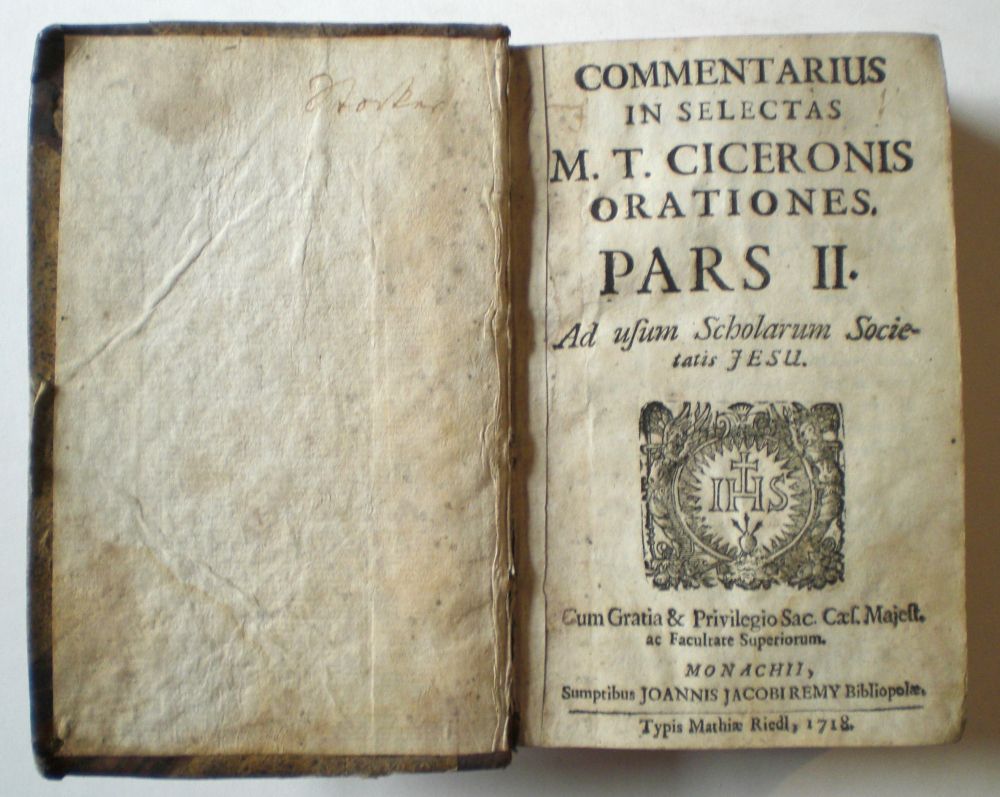 COMMENTARIUS
IN SELECTAS
M. T. CICERONIS
ORATIONES.
PARS II.
Ad uſum Scholarum Socie-
tatis JESU.
IHS
Cum Gratia & Privilegio Sac. Cæſ. Majeſt.
ac Facultate Superiorum.
MONACHII,
Sumptibus JOANNIS JACOBI REMY Bibliopolæ.
Typis Mathiæ Riedl, 1718.